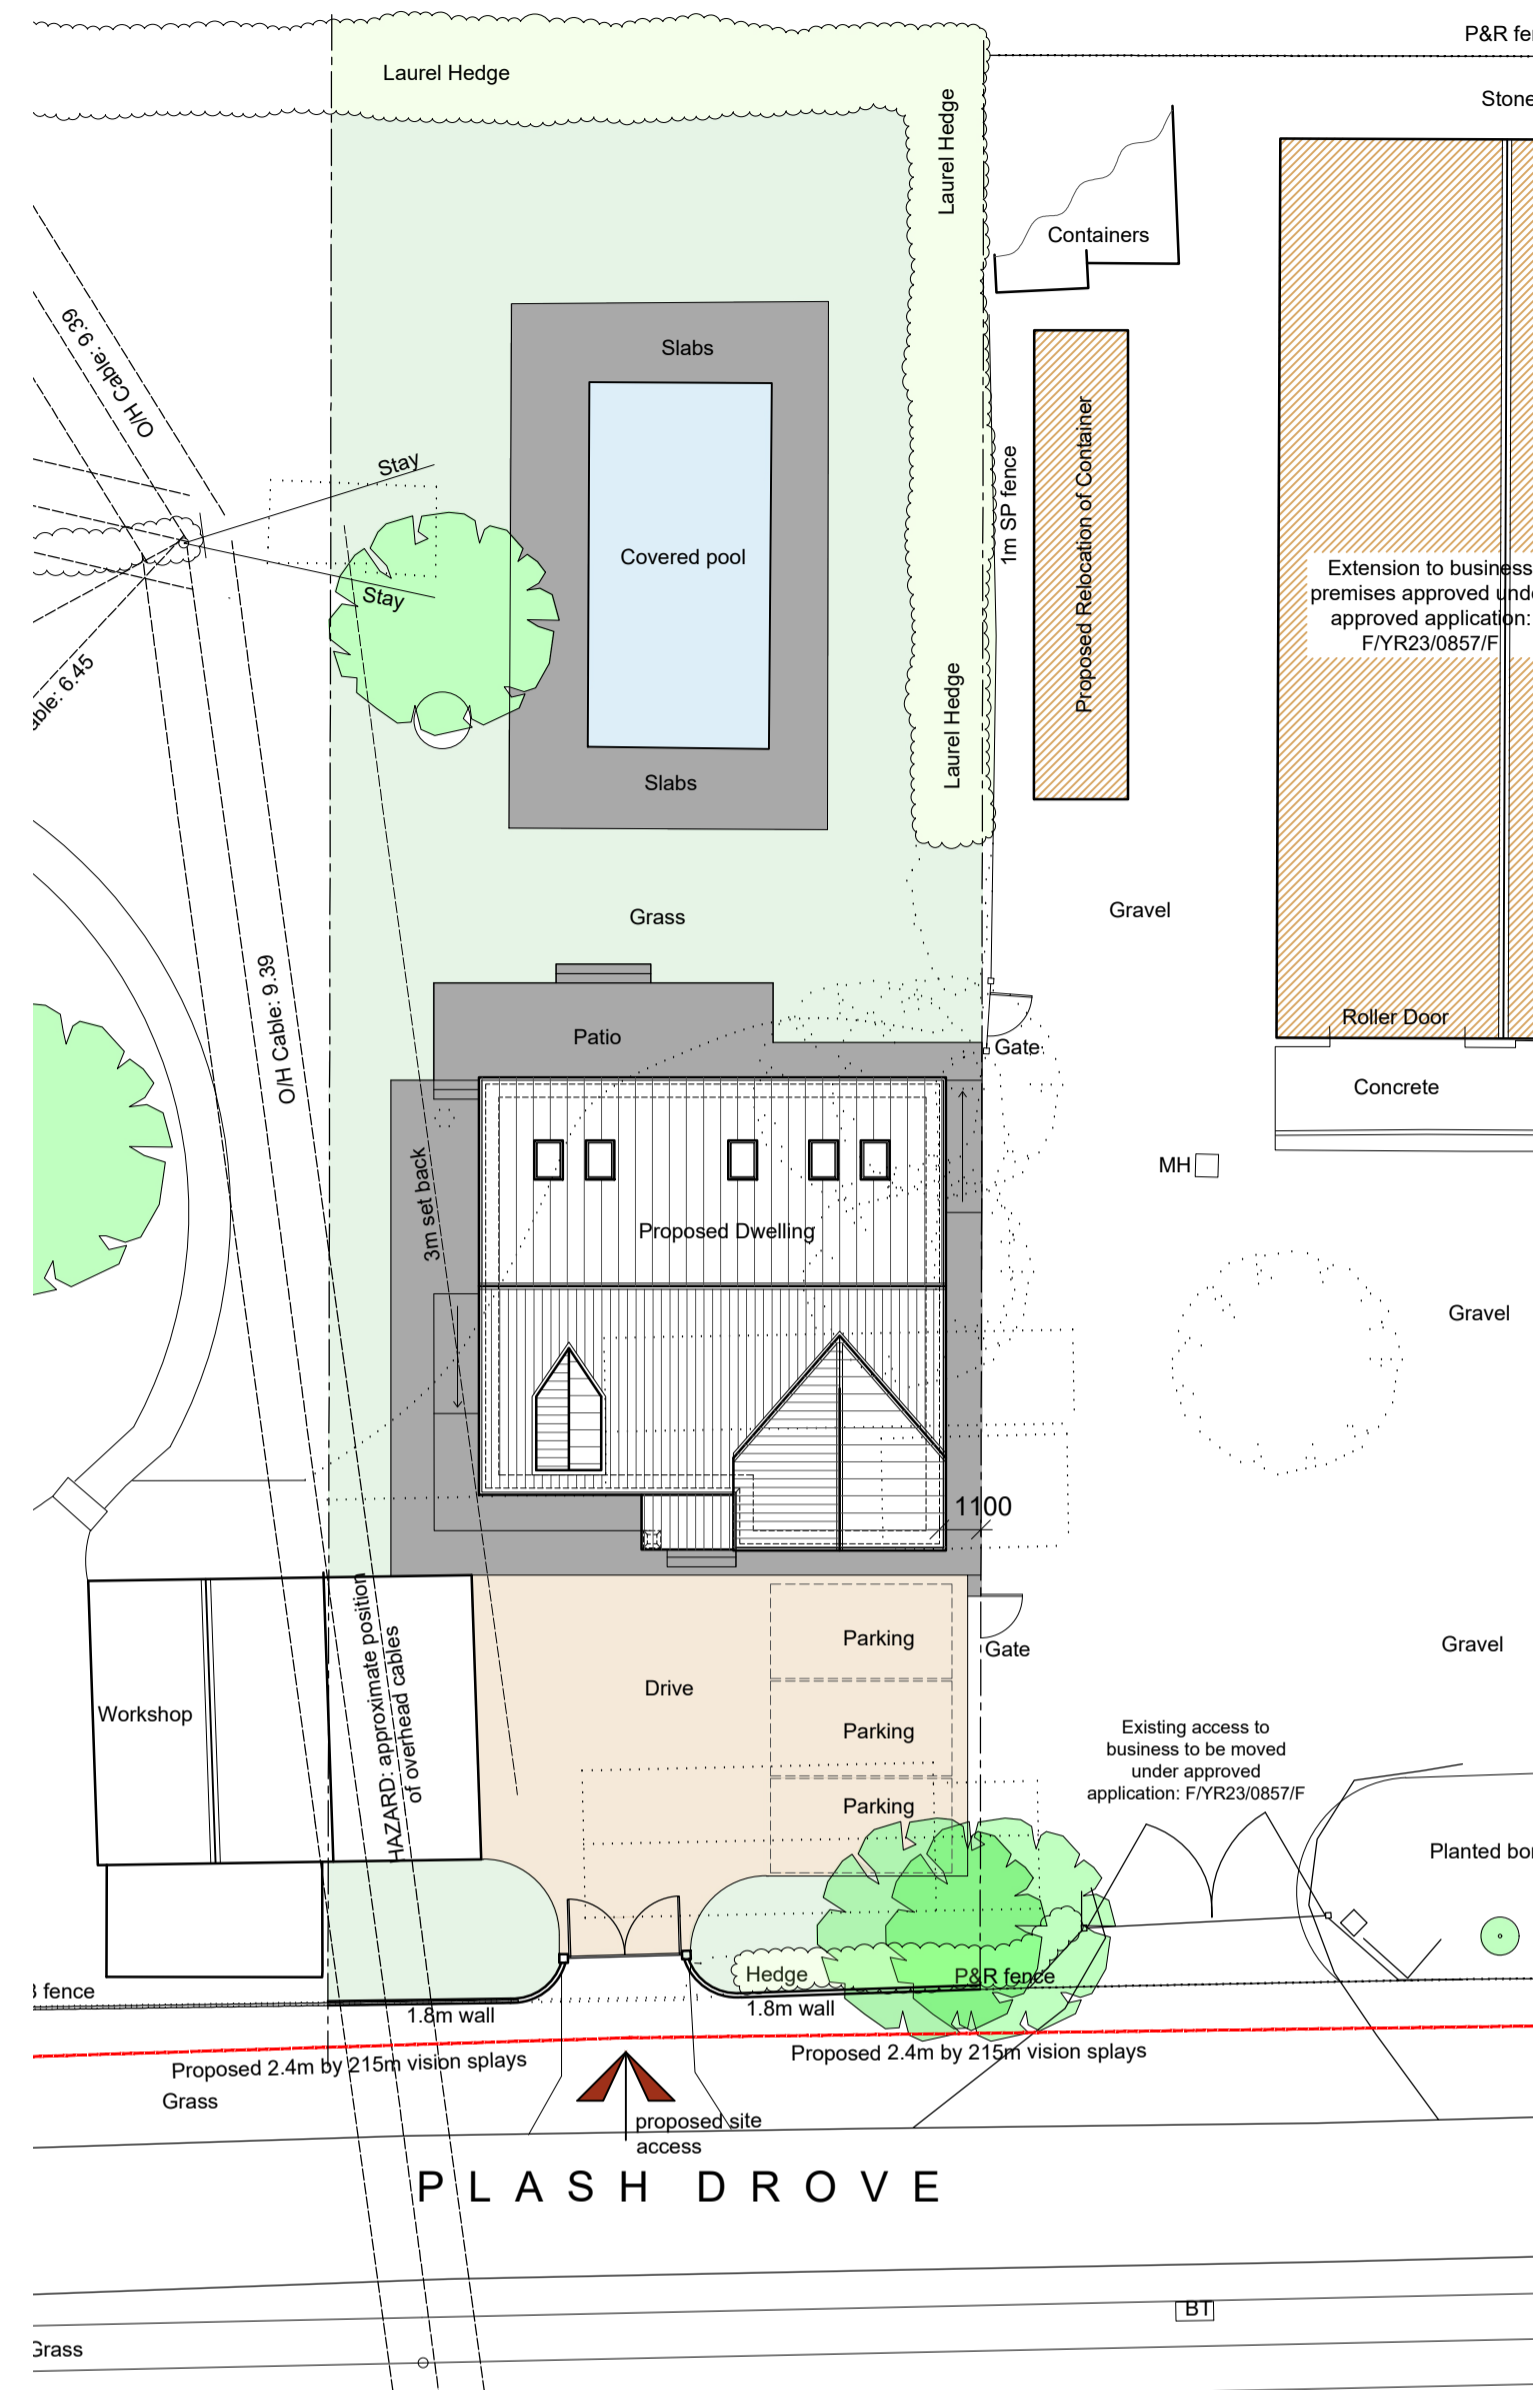 P&R fe
Laurel Hedge
Stone
Laurel Hedge
Containers
O/H Cable: 9.39
Slabs
Proposed Relocation of Container
Stay
1m SP fence
Covered pool
Extension to business
premises approved unde
approved application:
F/YR23/0857/F
Stay
able: 6.45
Laurel Hedge
Slabs
Grass
Gravel
O/H Cable: 9.39
Roller Door
Patio
Gate
Concrete
MH
3m set back
Proposed Dwelling
Gravel
1100
HAZARD: approximate position
of overhead cables
Parking
Gate
Gravel
Drive
Workshop
Parking
Existing access to
business to be moved
under approved
application: F/YR23/0857/F
Parking
Planted bor
Hedge
P&R fence
B fence
1.8m wall
1.8m wall
Proposed 2.4m by 215m vision splays
Proposed 2.4m by 215m vision splays
Grass
proposed site
access
PLASH DROVE
BT
Grass